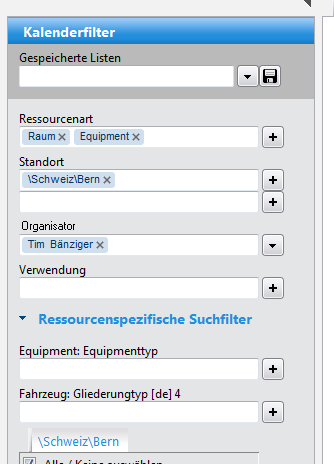 Kalenderfilter
Gespeicherte Listen
Ressourcenart
Raum Equipment
Standort
\Schweiz\Bern
Organisator
Tim Bänziger
Verwendung
Ressourcenspezifische Suchfilter
Equipment: Equipmenttyp
Fahrzeug: Gliederungtyp [de] 4
\Schweiz\Bern
Alle / Keine auswählen